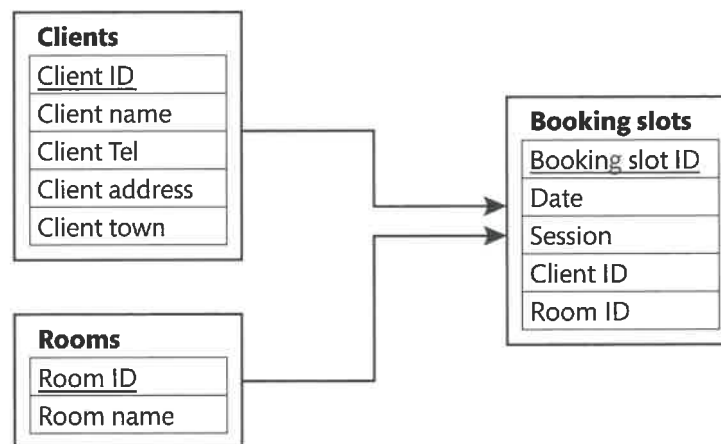 Clients
Client ID
Client name
Client Tel
Client address
Client town
Booking slots
Booking slot ID
Date
Session
Client ID
Room ID
Rooms
Room ID
Room name